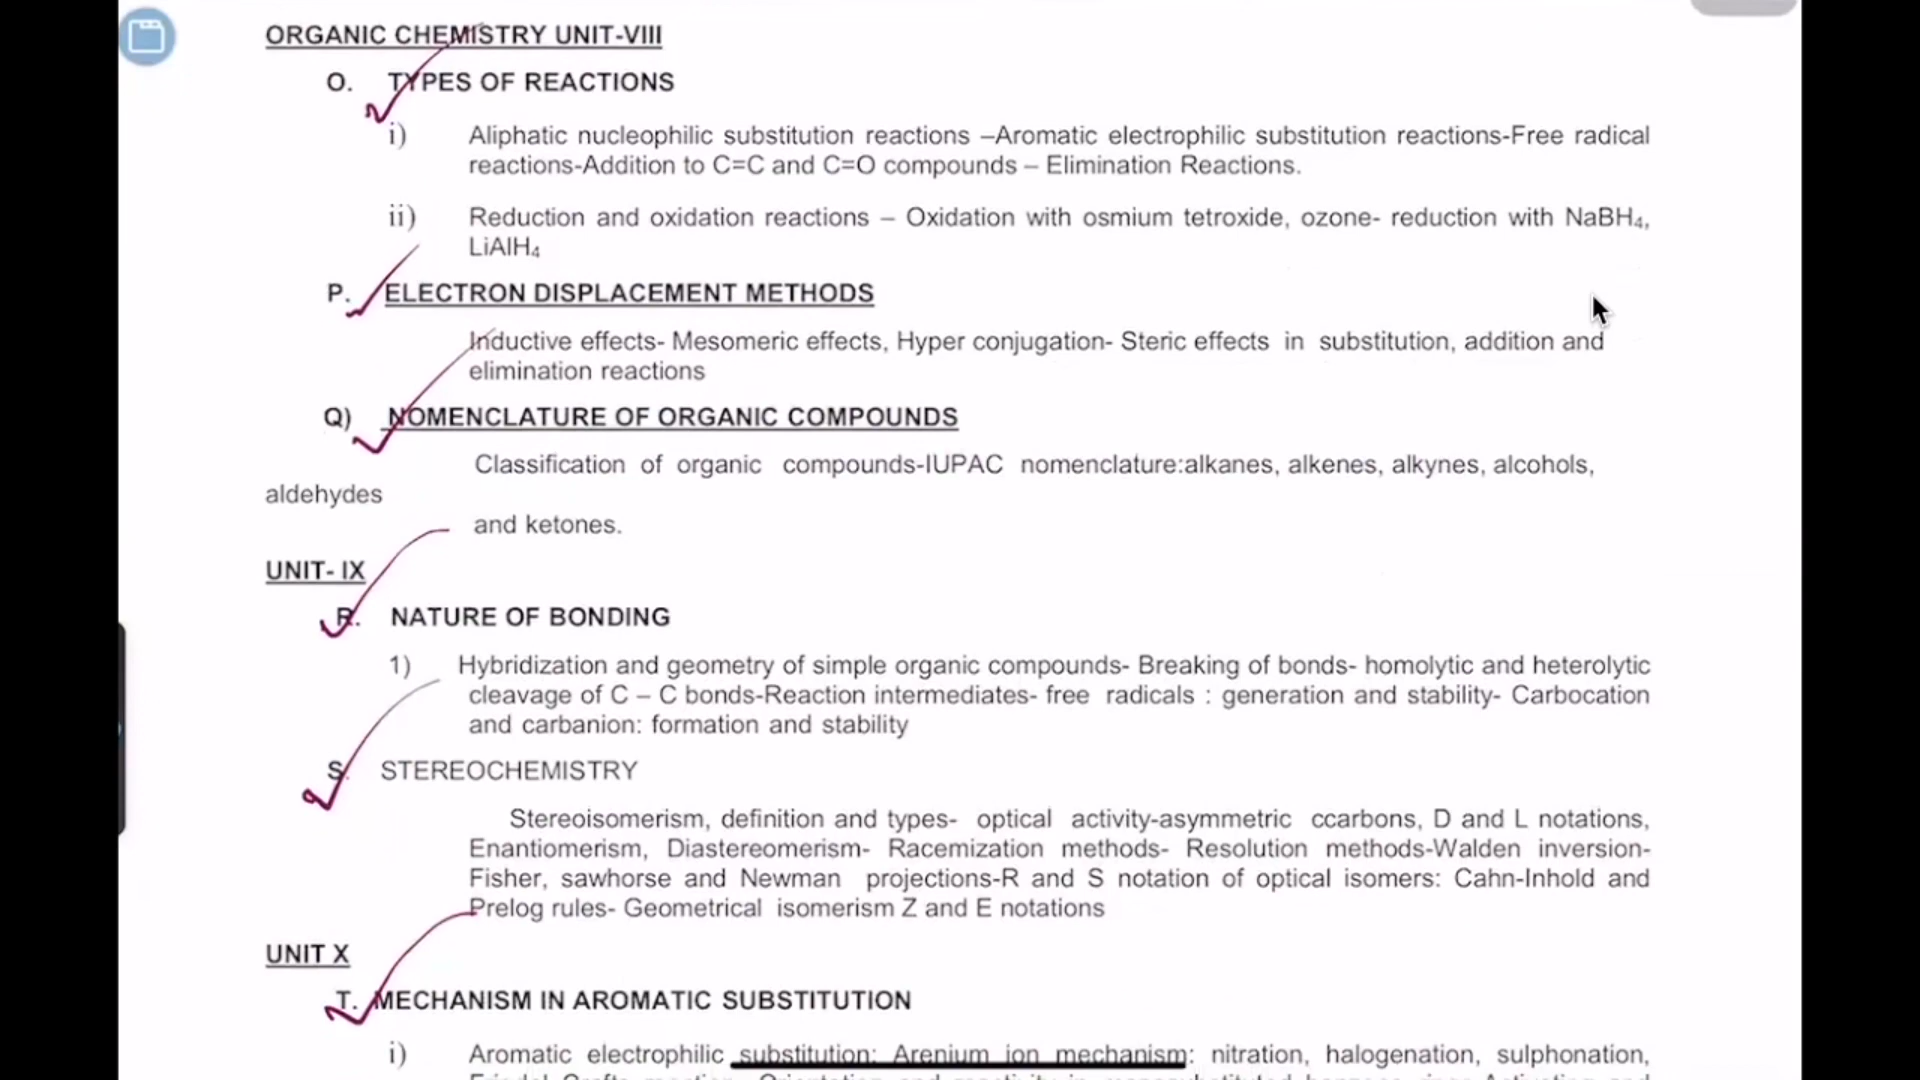 ORGANIC CHEMISTRY UNIT-VIII
O. TYPES OF REACTIONS
i) Aliphatic nucleophilic substitution reactions –Aromatic electrophilic substitution reactions-Free radical
reactions-Addition to C=C and C=O compounds – Elimination Reactions.
ii) Reduction and oxidation reactions – Oxidation with osmium tetroxide, ozone- reduction with NaBH₄,
LiAlH₄
P. ELECTRON DISPLACEMENT METHODS
Inductive effects- Mesomeric effects, Hyper conjugation- Steric effects in substitution, addition and
elimination reactions
Q) NOMENCLATURE OF ORGANIC COMPOUNDS
Classification of organic compounds-IUPAC nomenclature:alkanes, alkenes, alkynes, alcohols,
aldehydes
and ketones.
UNIT- IX
R. NATURE OF BONDING
1) Hybridization and geometry of simple organic compounds- Breaking of bonds- homolytic and heterolytic
cleavage of C – C bonds-Reaction intermediates- free radicals : generation and stability- Carbocation
and carbanion: formation and stability
S. STEREOCHEMISTRY
Stereoisomerism, definition and types- optical activity-asymmetric ccarbons, D and L notations,
Enantiomerism, Diastereomerism- Racemization methods- Resolution methods-Walden inversion-
Fisher, sawhorse and Newman projections-R and S notation of optical isomers: Cahn-Inhold and
Prelog rules- Geometrical isomerism Z and E notations
UNIT X
T. MECHANISM IN AROMATIC SUBSTITUTION
i) Aromatic electrophilic substitution: Arenium ion mechanism: nitration, halogenation, sulphonation,